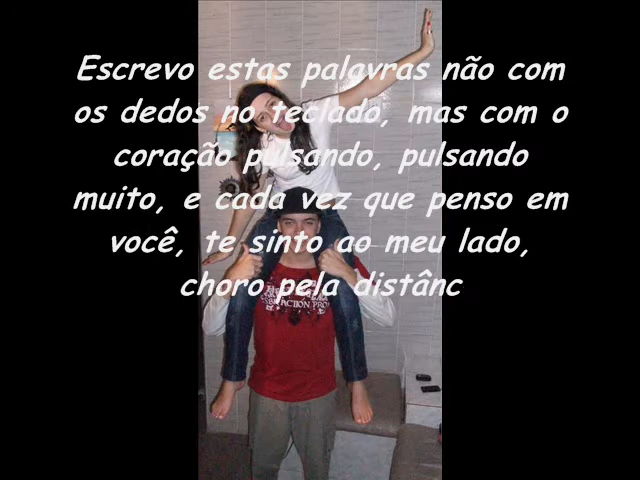 Escrevo estas palavras não com
os dedos no teclado, mas com o
coração pulsando, pulsando
muito, e cada vez que penso em
você, te sinto ao meu lado,
choro pela distânc